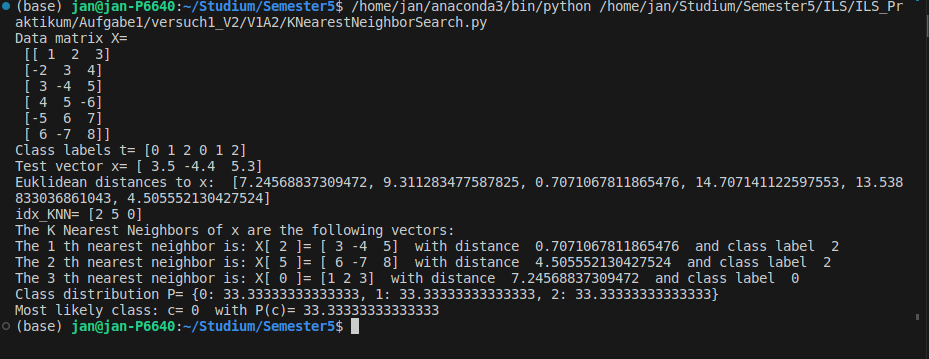 (base) jan@jan-P6640:~/Studium/Semester5$ /home/jan/anaconda3/bin/python /home/jan/Studium/Semester5/ILS/ILS_Pr
aktikum/Aufgabe1/versuch1_V2/V1A2/KNearestNeighborSearch.py
Data matrix X=
 [[ 1  2  3]
 [-2  3  4]
 [ 3 -4  5]
 [ 4  5 -6]
 [-5  6  7]
 [ 6 -7  8]]
Class labels t= [0 1 2 0 1 2]
Test vector x= [ 3.5 -4.4  5.3]
Euklidean distances to x:  [7.24568837309472, 9.311283477587825, 0.7071067811865476, 14.707141122597553, 13.538
833036861043, 4.505552130427524]
idx_KNN= [2 5 0]
The K Nearest Neighbors of x are the following vectors:
The 1 th nearest neighbor is: X[ 2 ]= [ 3 -4  5]  with distance  0.7071067811865476  and class label  2
The 2 th nearest neighbor is: X[ 5 ]= [ 6 -7  8]  with distance  4.505552130427524  and class label  2
The 3 th nearest neighbor is: X[ 0 ]= [1 2 3]  with distance  7.24568837309472  and class label  0
Class distribution P= {0: 33.33333333333333, 1: 33.33333333333333, 2: 33.33333333333333}
Most likely class: c= 0  with P(c)= 33.33333333333333
(base) jan@jan-P6640:~/Studium/Semester5$